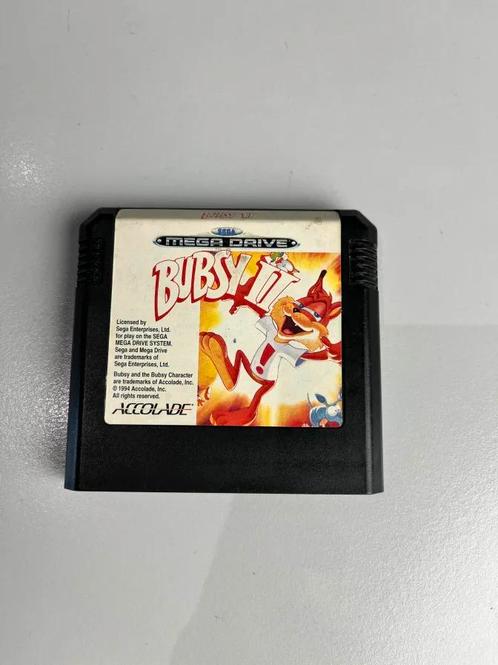 BUBSY II
SEGA
MEGA DRIVE
BUBSY II
Licensed by
Sega Enterprises, Ltd.
for play on the SEGA
MEGA DRIVE SYSTEM.
Sega and Mega Drive
are trademarks of
Sega Enterprises, Ltd.
Bubsy and the Bubsy Character
are trademarks of Accolade, Inc.
© 1994 Accolade, Inc.
All rights reserved.
ACCOLADE